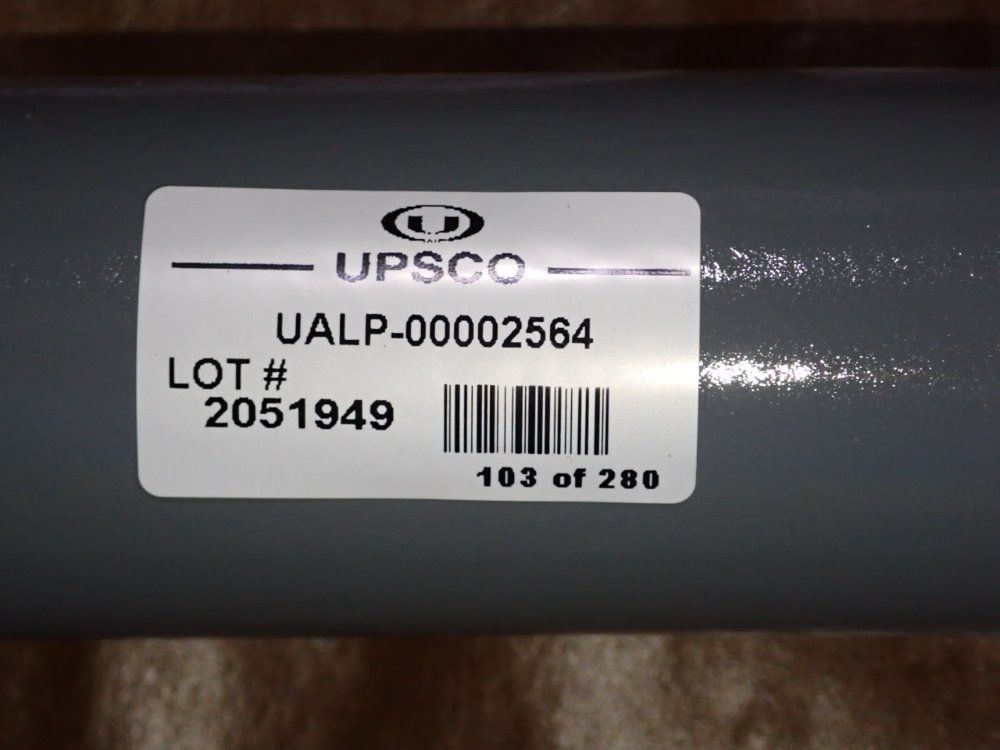 U
UPSCO
UALP-00002564
LOT #
2051949
103 of 280